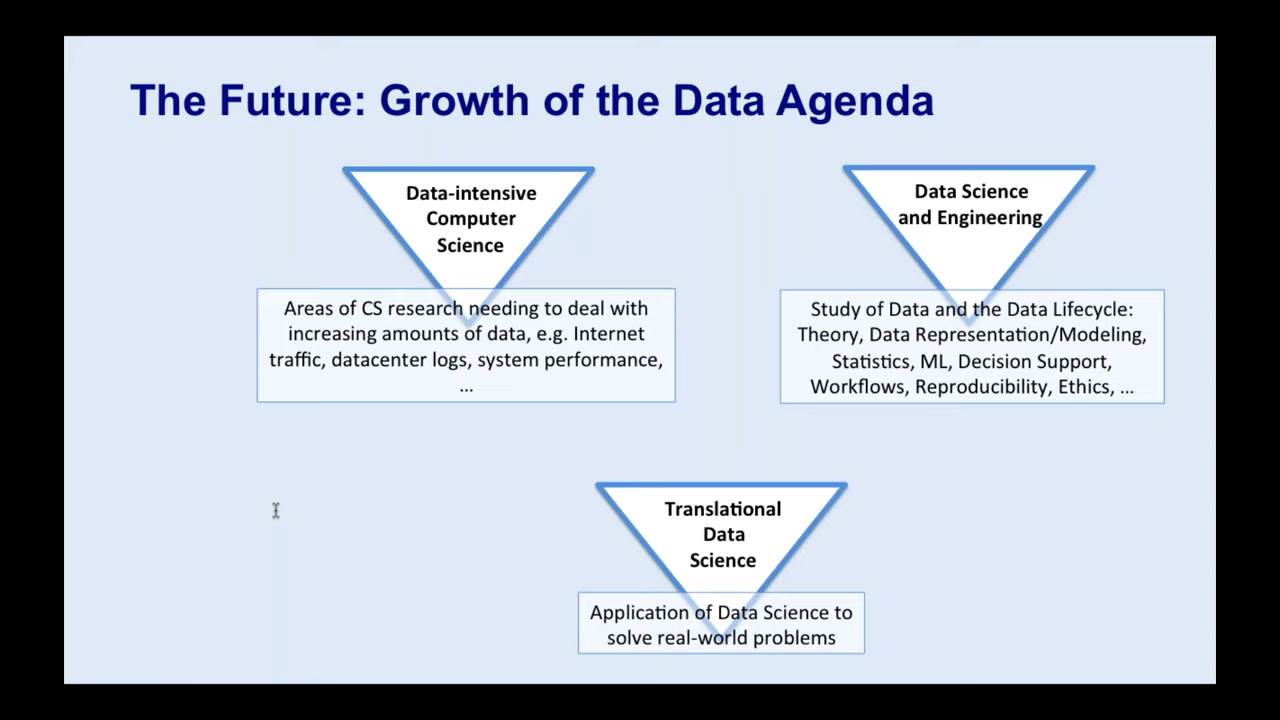 The Future: Growth of the Data Agenda
Data-intensive
Computer
Science
Areas of CS research needing to deal with
increasing amounts of data, e.g. Internet
traffic, datacenter logs, system performance,
…
Data Science
and Engineering
Study of Data and the Data Lifecycle:
Theory, Data Representation/Modeling,
Statistics, ML, Decision Support,
Workflows, Reproducibility, Ethics, …
Translational
Data
Science
Application of Data Science to
solve real-world problems